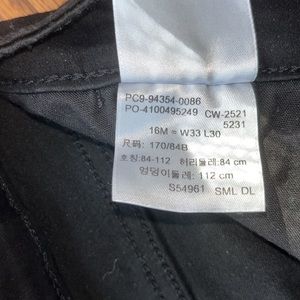 PC9-94354-0086
PO-4100495249 CW-2521
5231
16M = W33 L30
尺码: 170/84B
호칭:84-112 허리둘레:84 cm
엉덩이둘레: 112 cm
S54961 SML DL